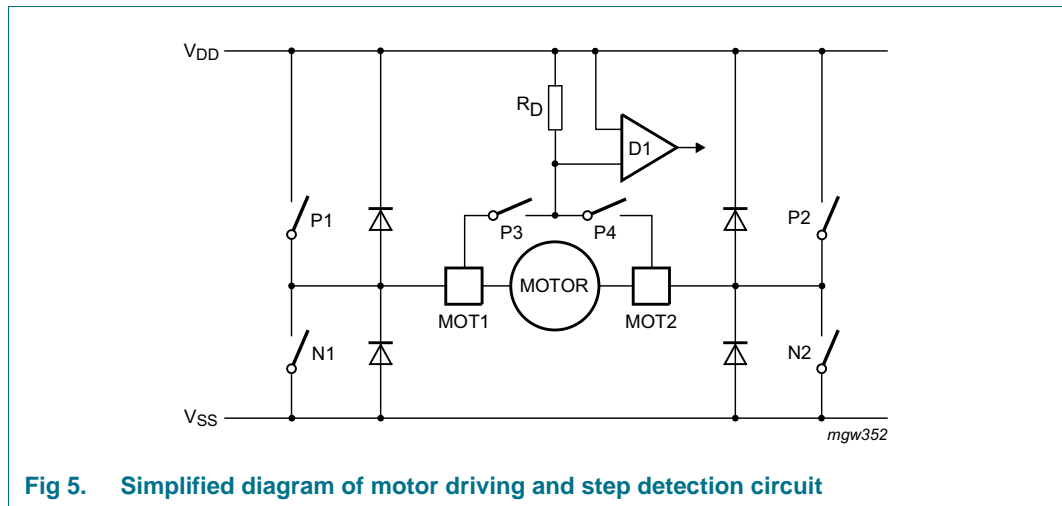 VDD
RD
D1
P1
P3
P4
P2
MOTOR
MOT1
MOT2
N1
N2
VSS
mgw352
Fig 5. Simplified diagram of motor driving and step detection circuit